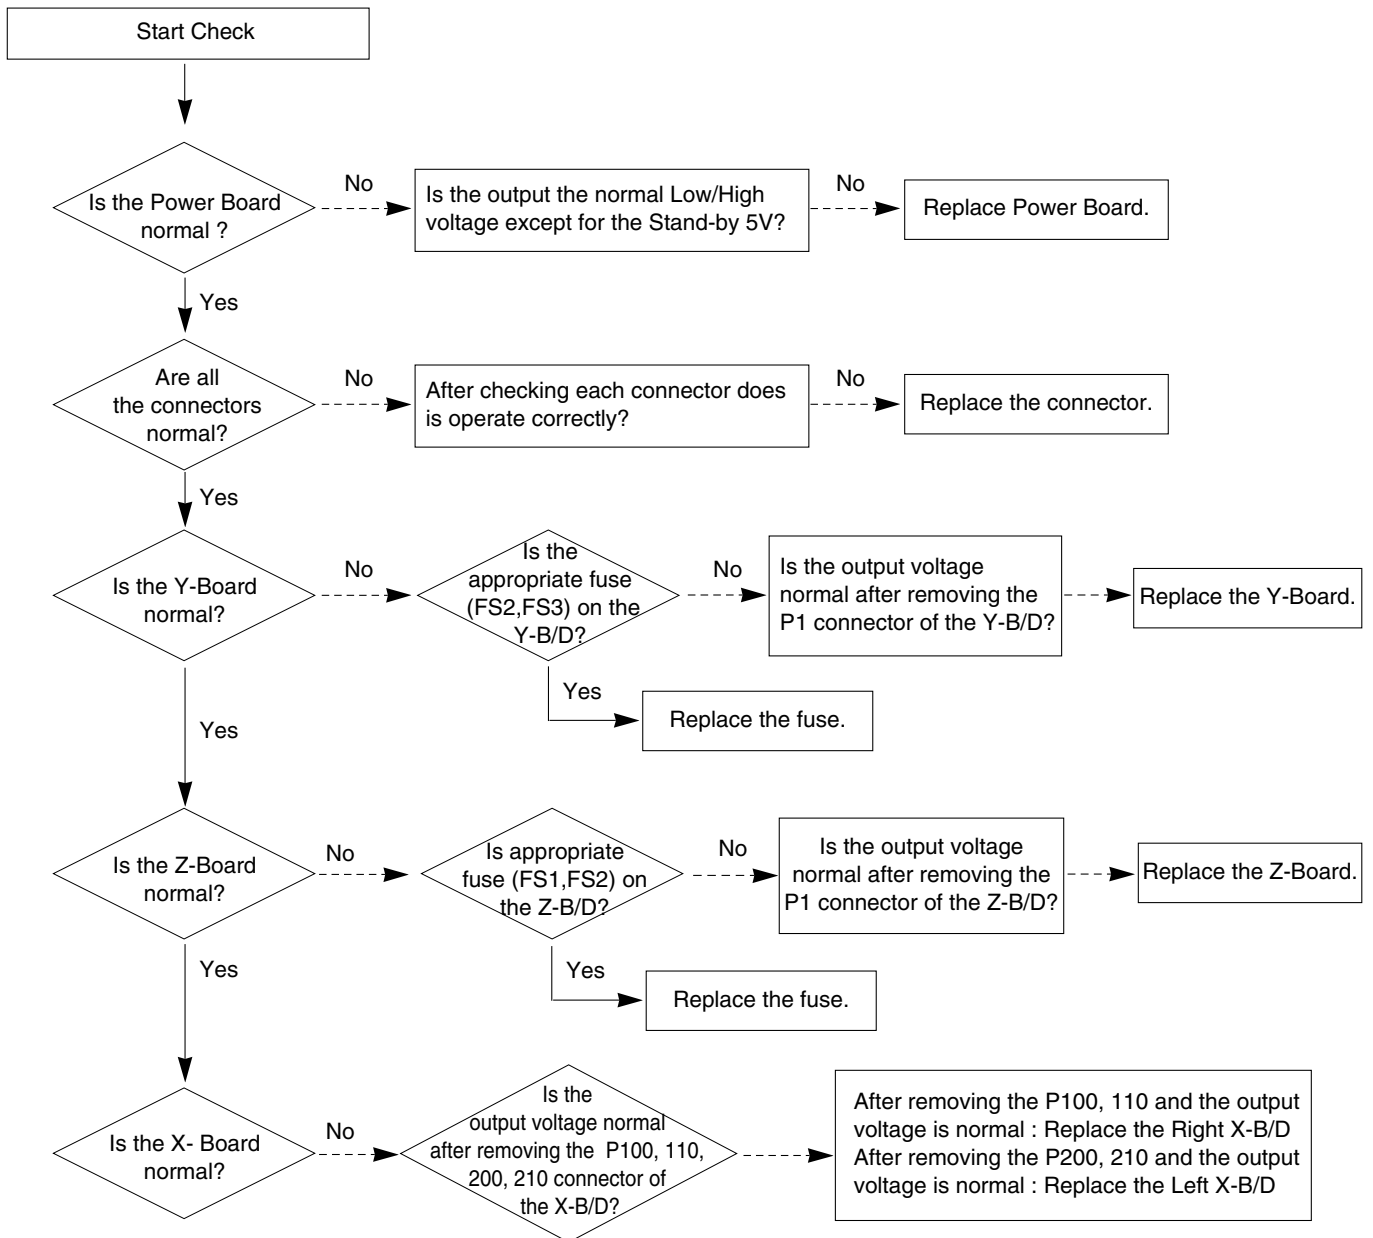 Start Check
Is the Power Board
normal ?
No
Is the output the normal Low/High
voltage except for the Stand-by 5V?
No
Replace Power Board.
Yes
Are all
the connectors
normal?
No
After checking each connector does
is operate correctly?
No
Replace the connector.
Yes
Is the Y-Board
normal?
No
Is the
appropriate fuse
(FS2,FS3) on the
Y-B/D?
No
Is the output voltage
normal after removing the
P1 connector of the Y-B/D?
Replace the Y-Board.
Yes
Replace the fuse.
Yes
Is the Z-Board
normal?
No
Is appropriate
fuse (FS1,FS2) on
the Z-B/D?
No
Is the output voltage
normal after removing the
P1 connector of the Z-B/D?
Replace the Z-Board.
Yes
Replace the fuse.
Yes
Is the X- Board
normal?
No
Is the
output voltage normal
after removing the P100, 110,
200, 210 connector of
the X-B/D?
After removing the P100, 110 and the output
voltage is normal : Replace the Right X-B/D
After removing the P200, 210 and the output
voltage is normal : Replace the Left X-B/D